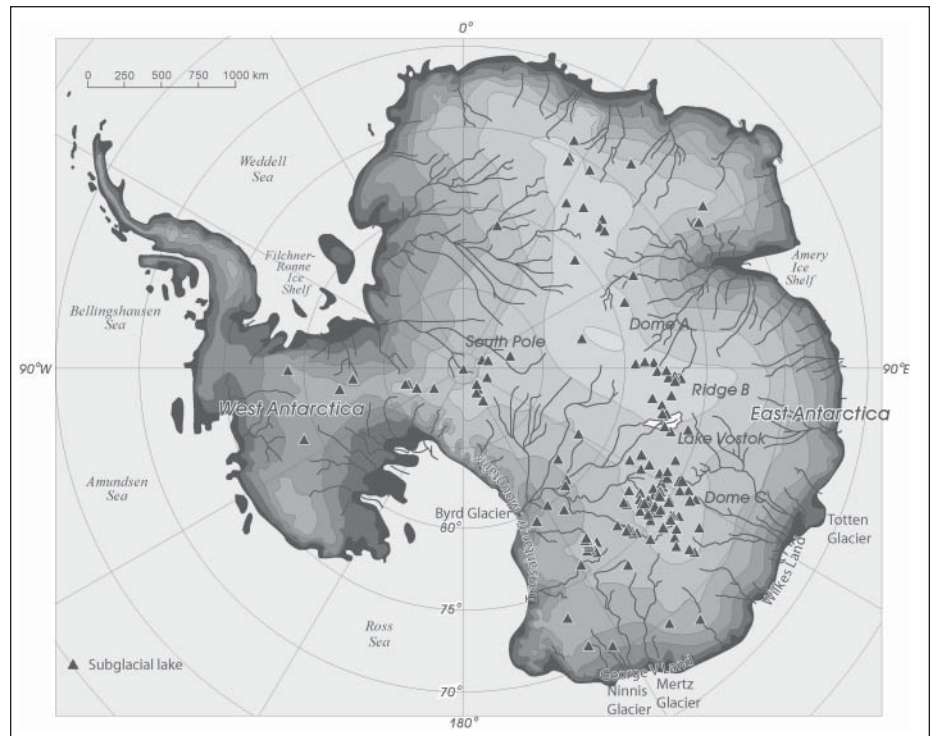 0°
0 250 500 750 1000 km
Weddell
Sea
Filchner-
Ronne
Ice
Shelf
Amery
Ice
Shelf
Bellingshausen
Sea
Dome A
South Pole
90°W
90°E
Ridge B
West Antarctica
East Antarctica
Lake Vostok
Amundsen
Sea
Dome C
Byrd Glacier
Transantarctic Mountains
80°
Totten
Glacier
Wilkes Land
75°
Ross
Sea
Subglacial lake
George V Land
70°
Ninnis
Glacier
Mertz
Glacier
180°